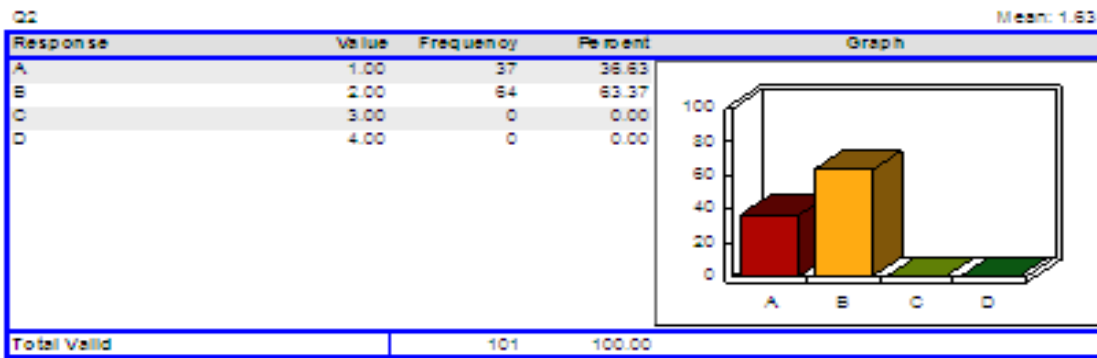 Q2 Mean: 1.63
Response Value Frequency Percent Graph
A 1.00 37 36.63
B 2.00 64 63.37
C 3.00 0 0.00
D 4.00 0 0.00
100
80
60
40
20
0
A B C D
Total Valid 101 100.00